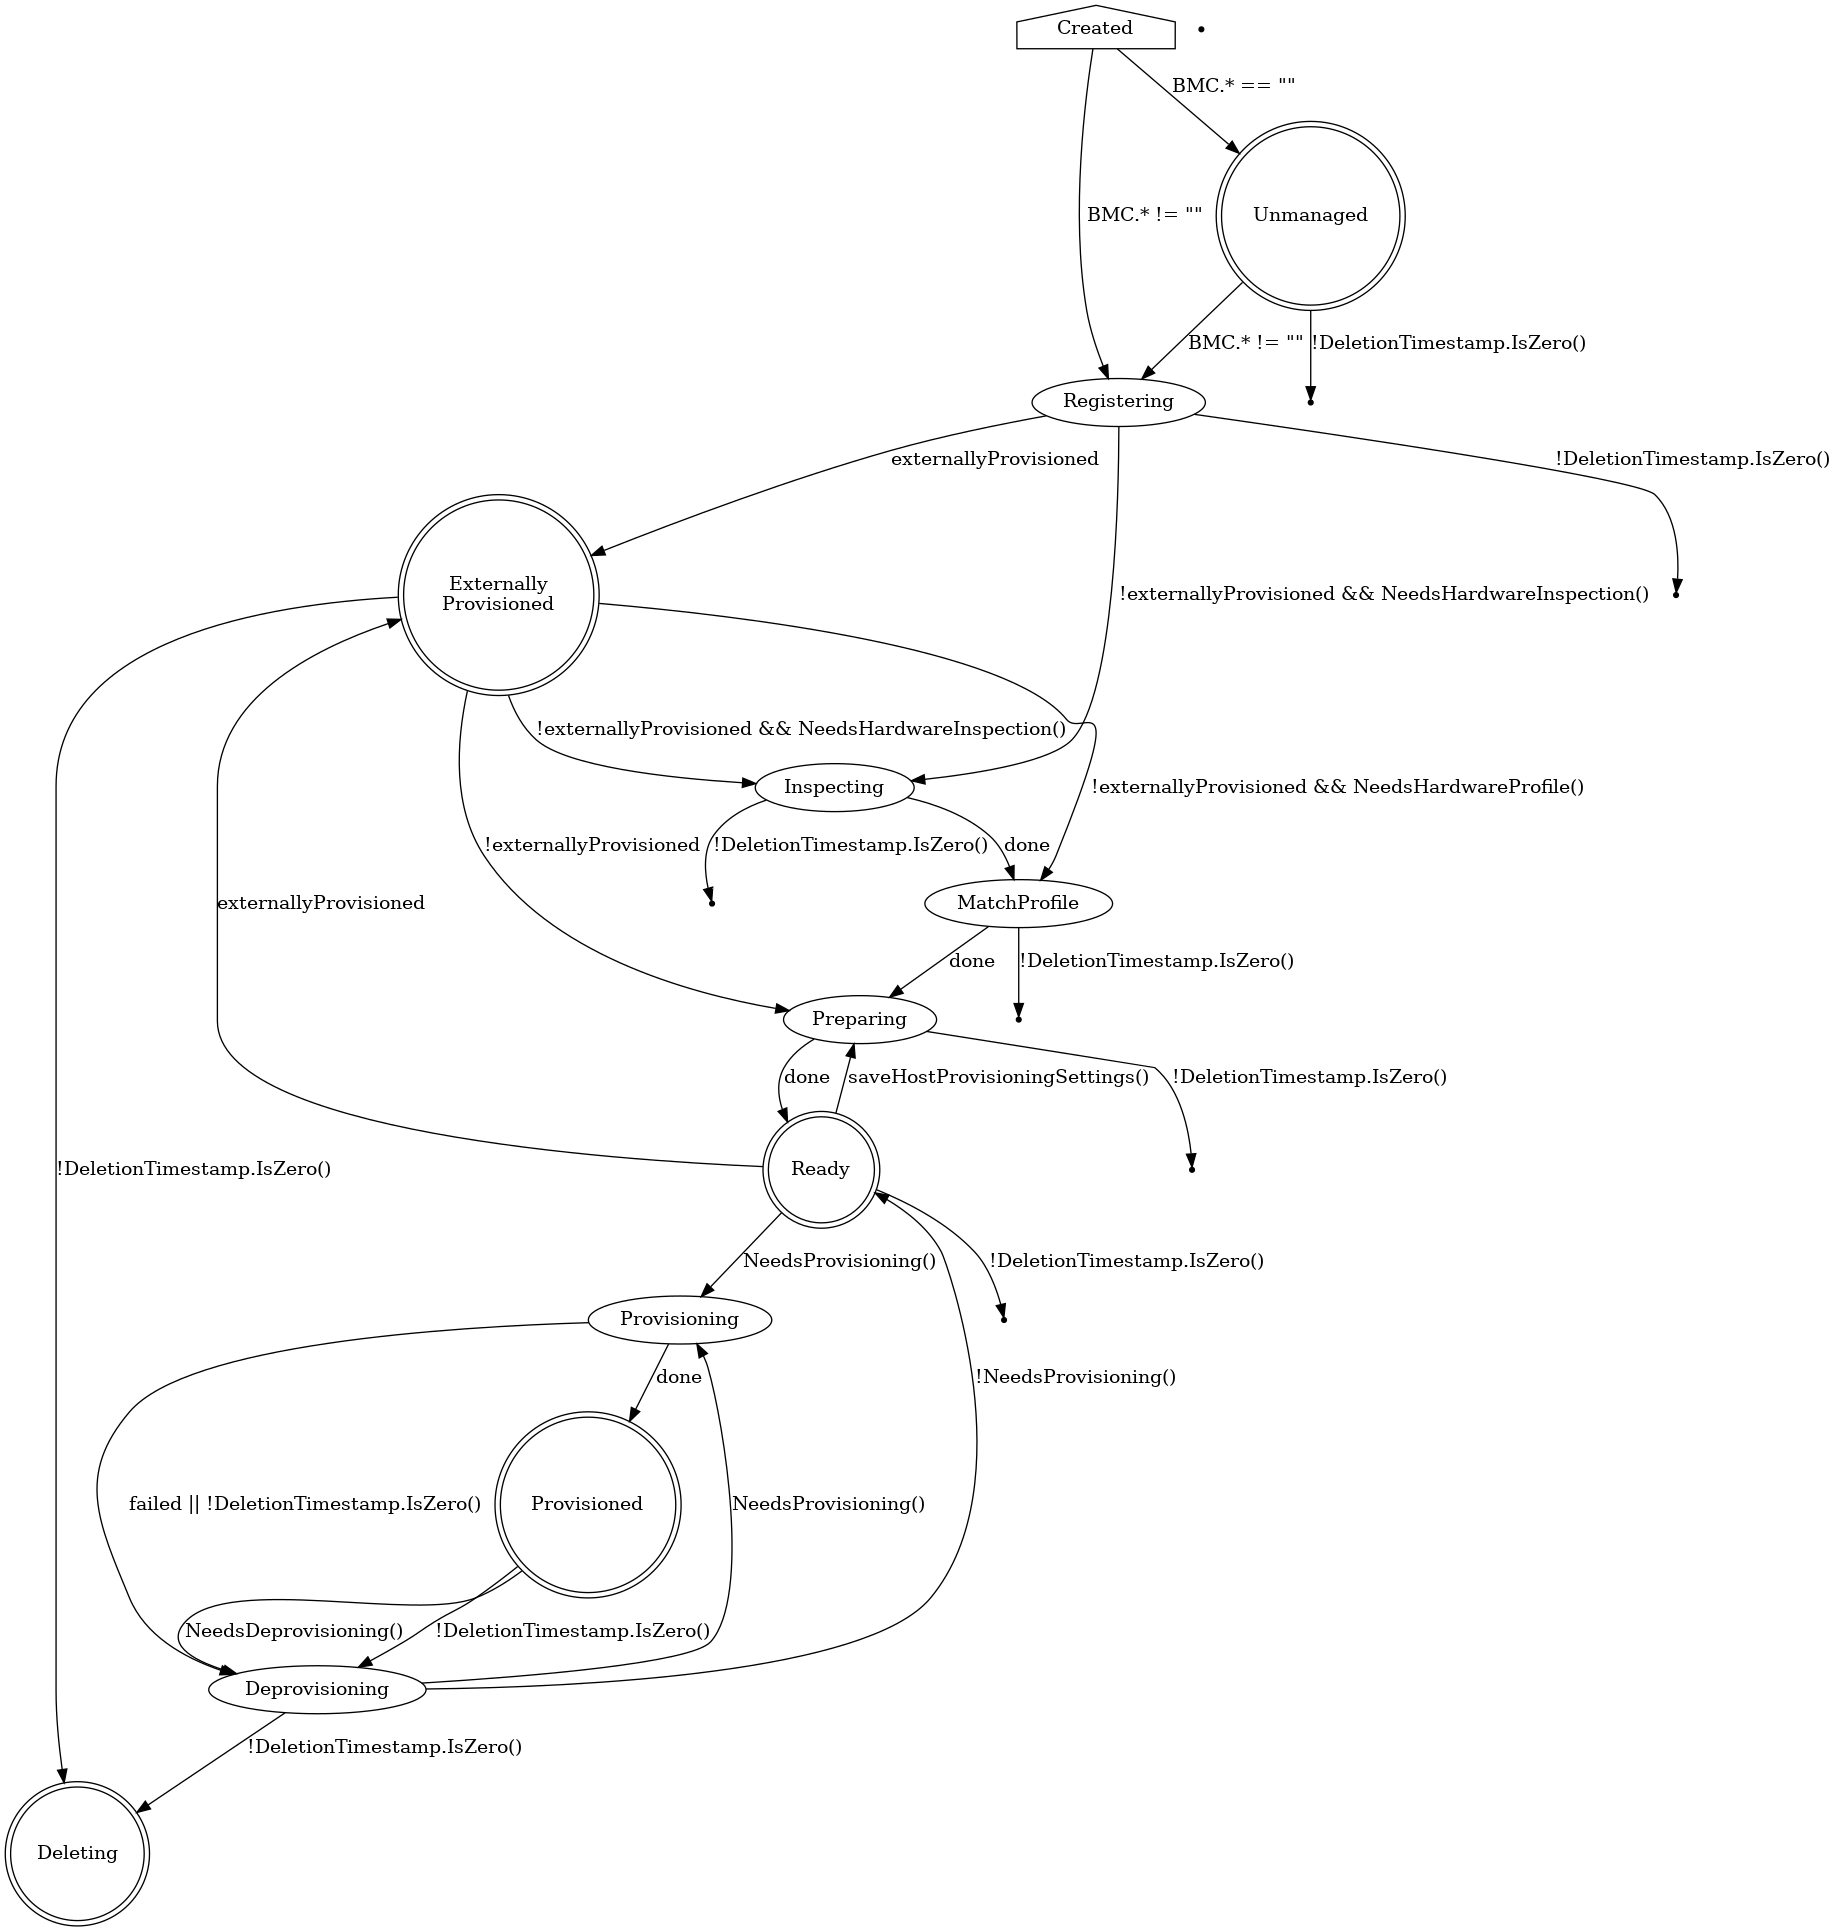 Created
BMC.* == ""
BMC.* != ""
Unmanaged
BMC.* != ""
!DeletionTimestamp.IsZero()
Registering
externallyProvisioned
!DeletionTimestamp.IsZero()
Externally
Provisioned
!externallyProvisioned && NeedsHardwareInspection()
!externallyProvisioned && NeedsHardwareInspection()
Inspecting
!externallyProvisioned && NeedsHardwareProfile()
!externallyProvisioned
!DeletionTimestamp.IsZero()
done
externallyProvisioned
MatchProfile
done
!DeletionTimestamp.IsZero()
Preparing
done
saveHostProvisioningSettings()
!DeletionTimestamp.IsZero()
!DeletionTimestamp.IsZero()
Ready
NeedsProvisioning()
!DeletionTimestamp.IsZero()
Provisioning
done
!NeedsProvisioning()
failed || !DeletionTimestamp.IsZero()
Provisioned
NeedsProvisioning()
NeedsDeprovisioning()
!DeletionTimestamp.IsZero()
Deprovisioning
!DeletionTimestamp.IsZero()
Deleting